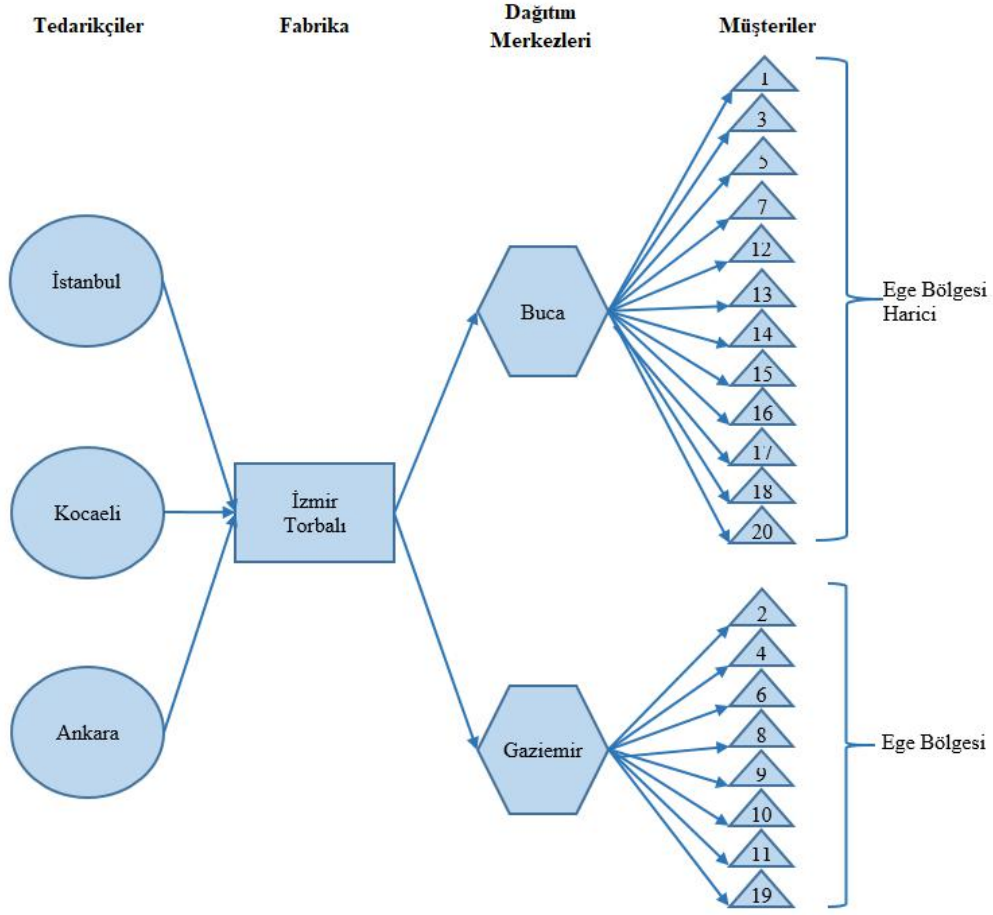 Tedarikçiler
Fabrika
Dağıtım
Merkezleri
Müşteriler
İstanbul
Kocaeli
Ankara
İzmir
Torbalı
Buca
Gaziemir
1
3
5
7
12
13
14
15
16
17
18
20
Ege Bölgesi
Harici
2
4
6
8
9
10
11
19
Ege Bölgesi